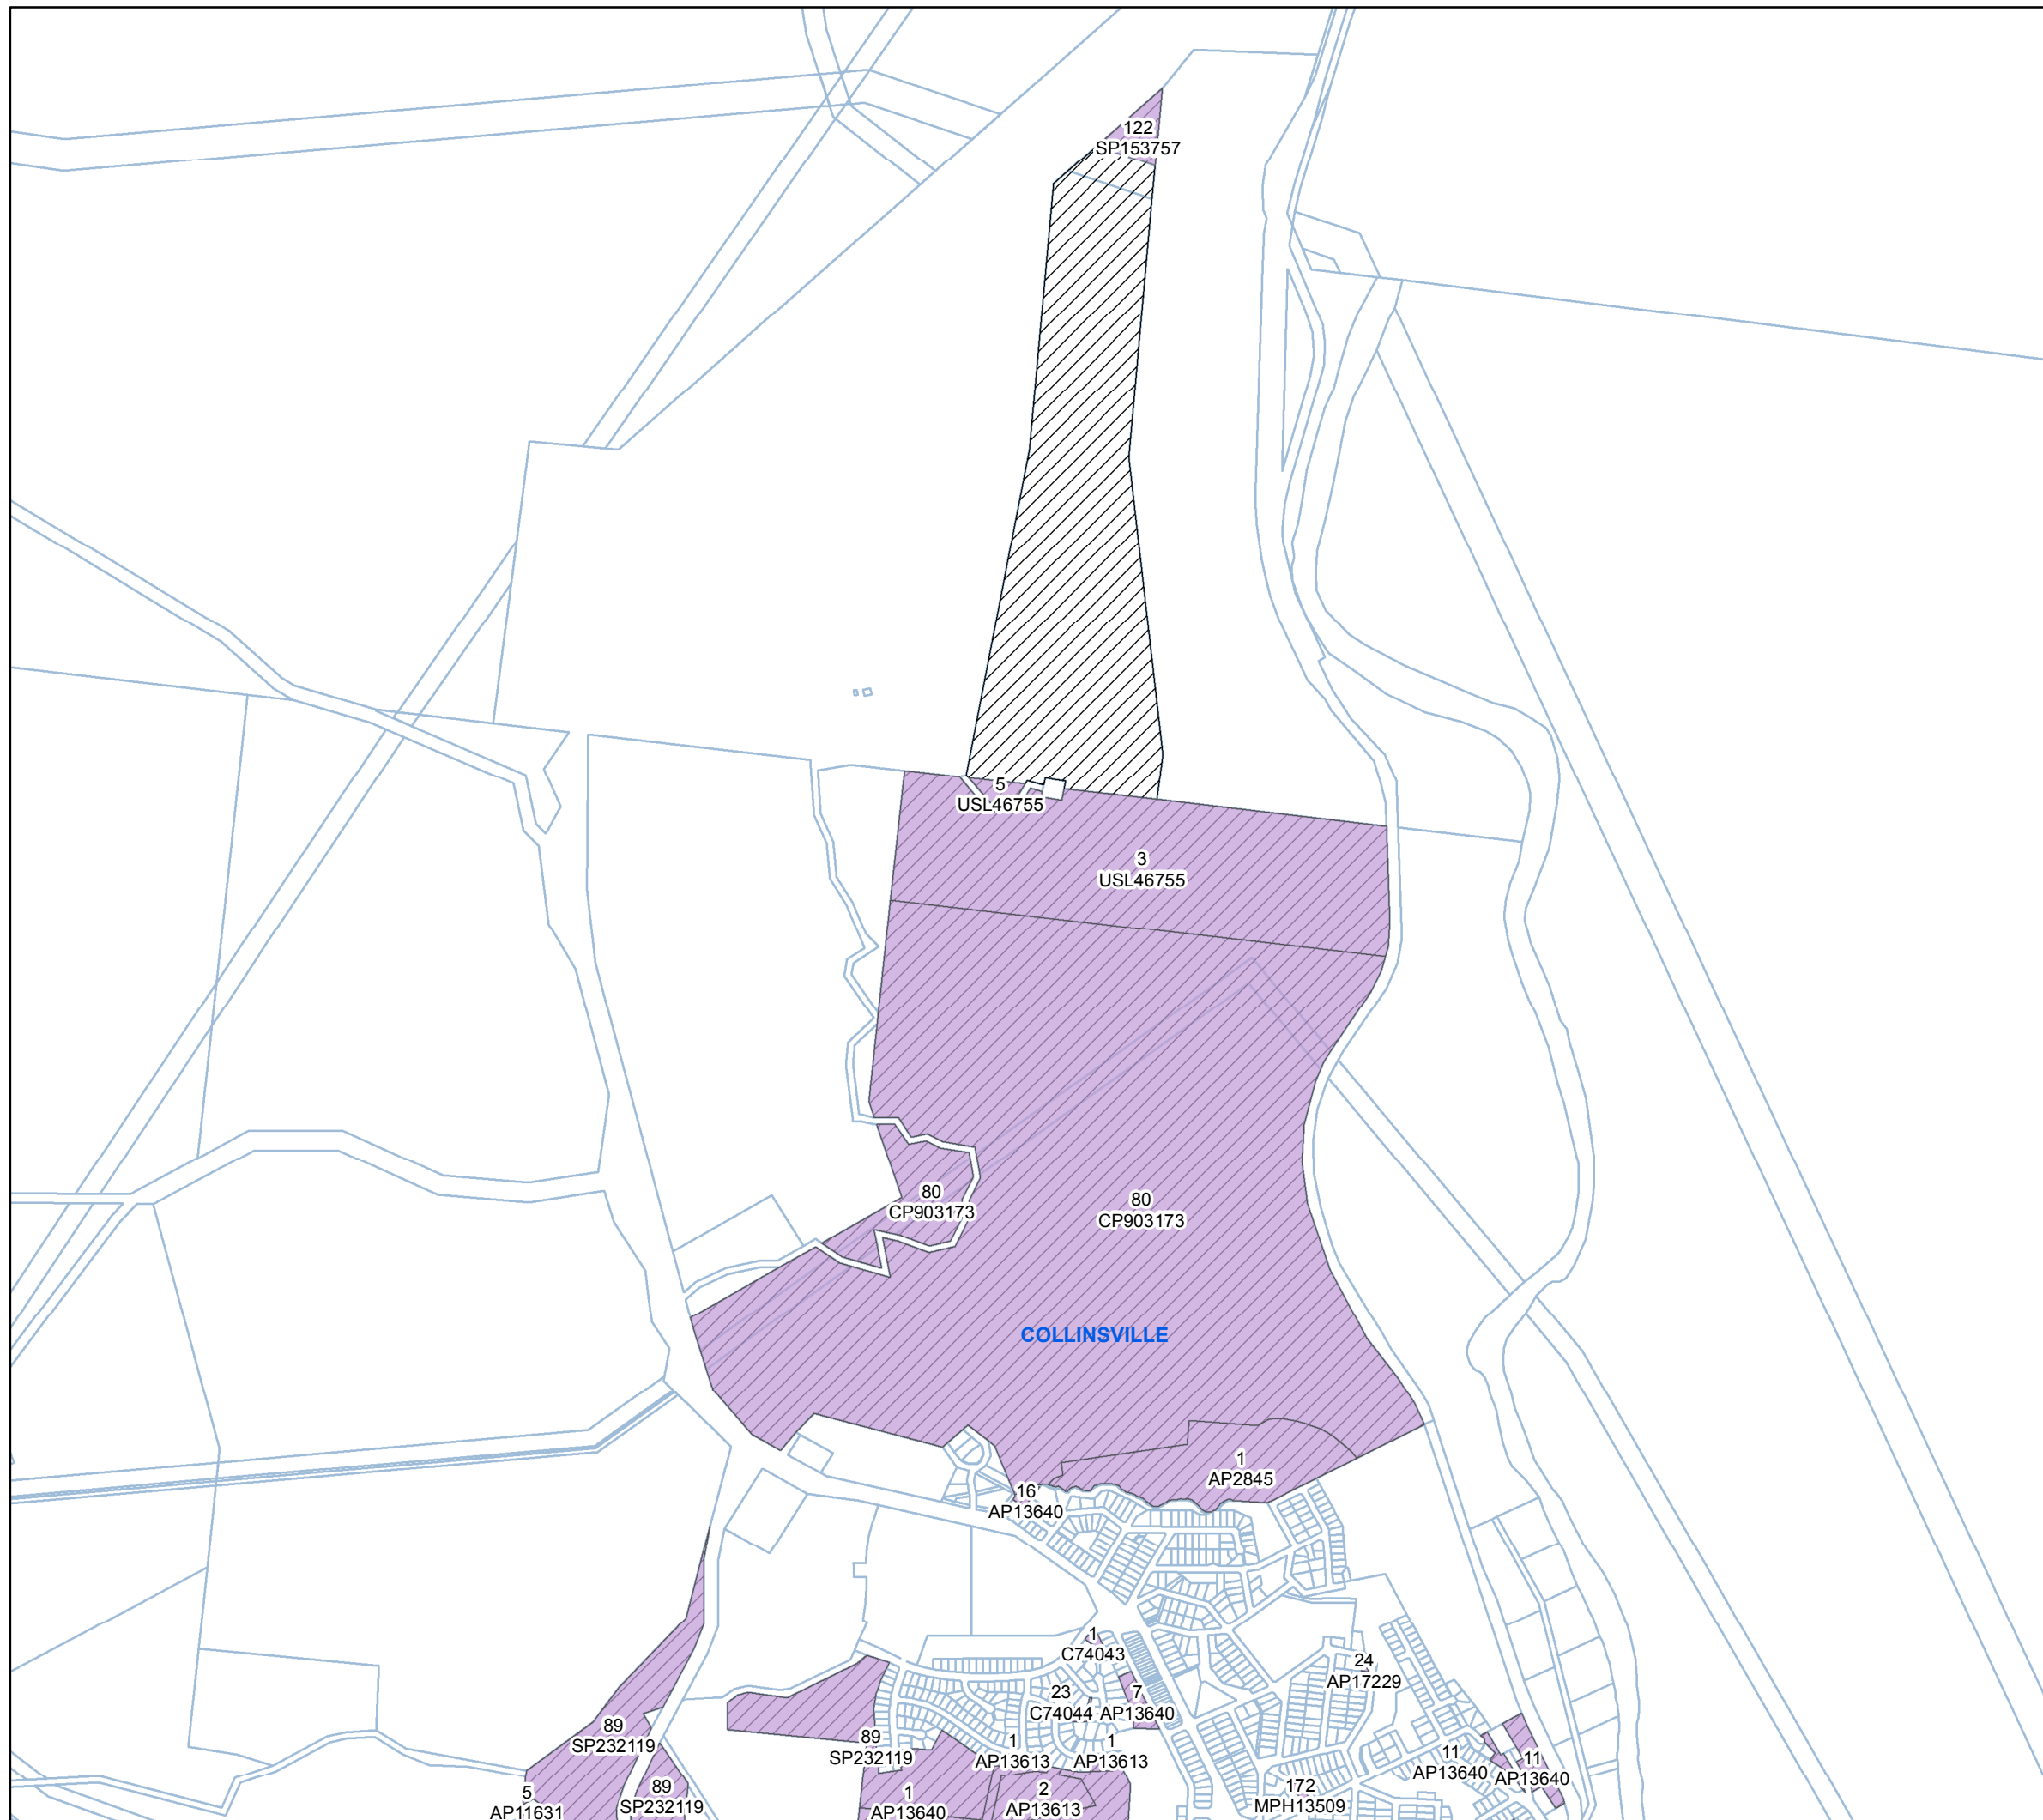 122
SP153757
5
USL46755
3
USL46755
80
CP903173
80
CP903173
COLLINSVILLE
1
AP2845
16
AP13640
1
C74043
24
AP17229
23
C74044
7
AP13640
89
SP232119
89
SP232119
1
AP13613
1
AP13613
11
AP13640
11
AP13640
5
AP11631
89
SP232119
1
AP13640
2
AP13613
172
MPH13509